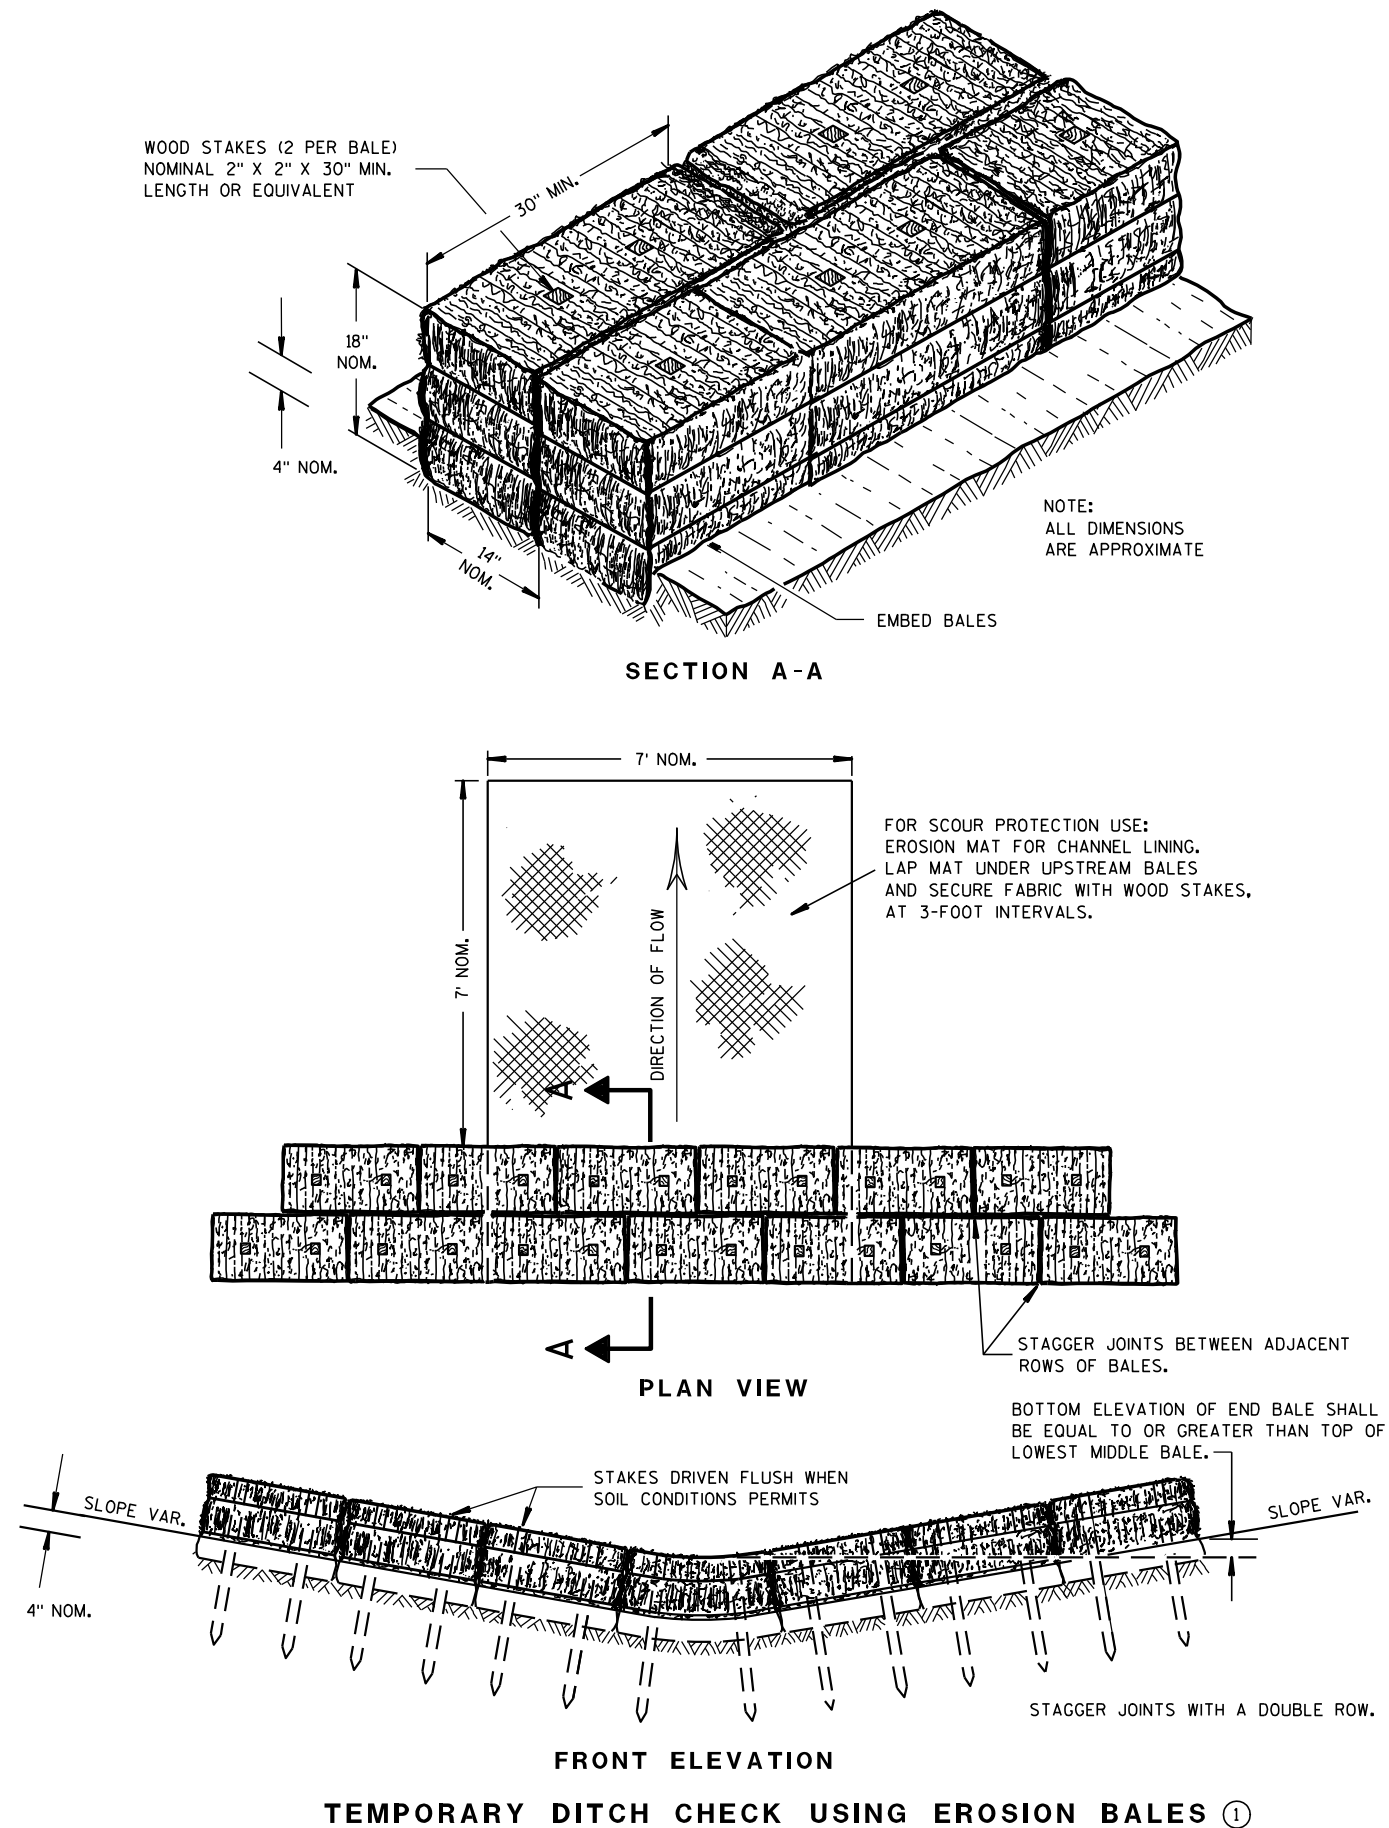 WOOD STAKES (2 PER BALE)
NOMINAL 2" X 2" X 30" MIN.
LENGTH OR EQUIVALENT
30" MIN.
18"
NOM.
4" NOM.
14"
NOM.
NOTE:
ALL DIMENSIONS
ARE APPROXIMATE
EMBED BALES
SECTION A-A
7' NOM.
7' NOM.
DIRECTION OF FLOW
FOR SCOUR PROTECTION USE:
EROSION MAT FOR CHANNEL LINING.
LAP MAT UNDER UPSTREAM BALES
AND SECURE FABRIC WITH WOOD STAKES,
AT 3-FOOT INTERVALS.
A
A
STAGGER JOINTS BETWEEN ADJACENT
ROWS OF BALES.
PLAN VIEW
BOTTOM ELEVATION OF END BALE SHALL
BE EQUAL TO OR GREATER THAN TOP OF
LOWEST MIDDLE BALE.
STAKES DRIVEN FLUSH WHEN
SOIL CONDITIONS PERMITS
SLOPE VAR.
SLOPE VAR.
4" NOM.
STAGGER JOINTS WITH A DOUBLE ROW.
FRONT ELEVATION
TEMPORARY DITCH CHECK USING EROSION BALES ①